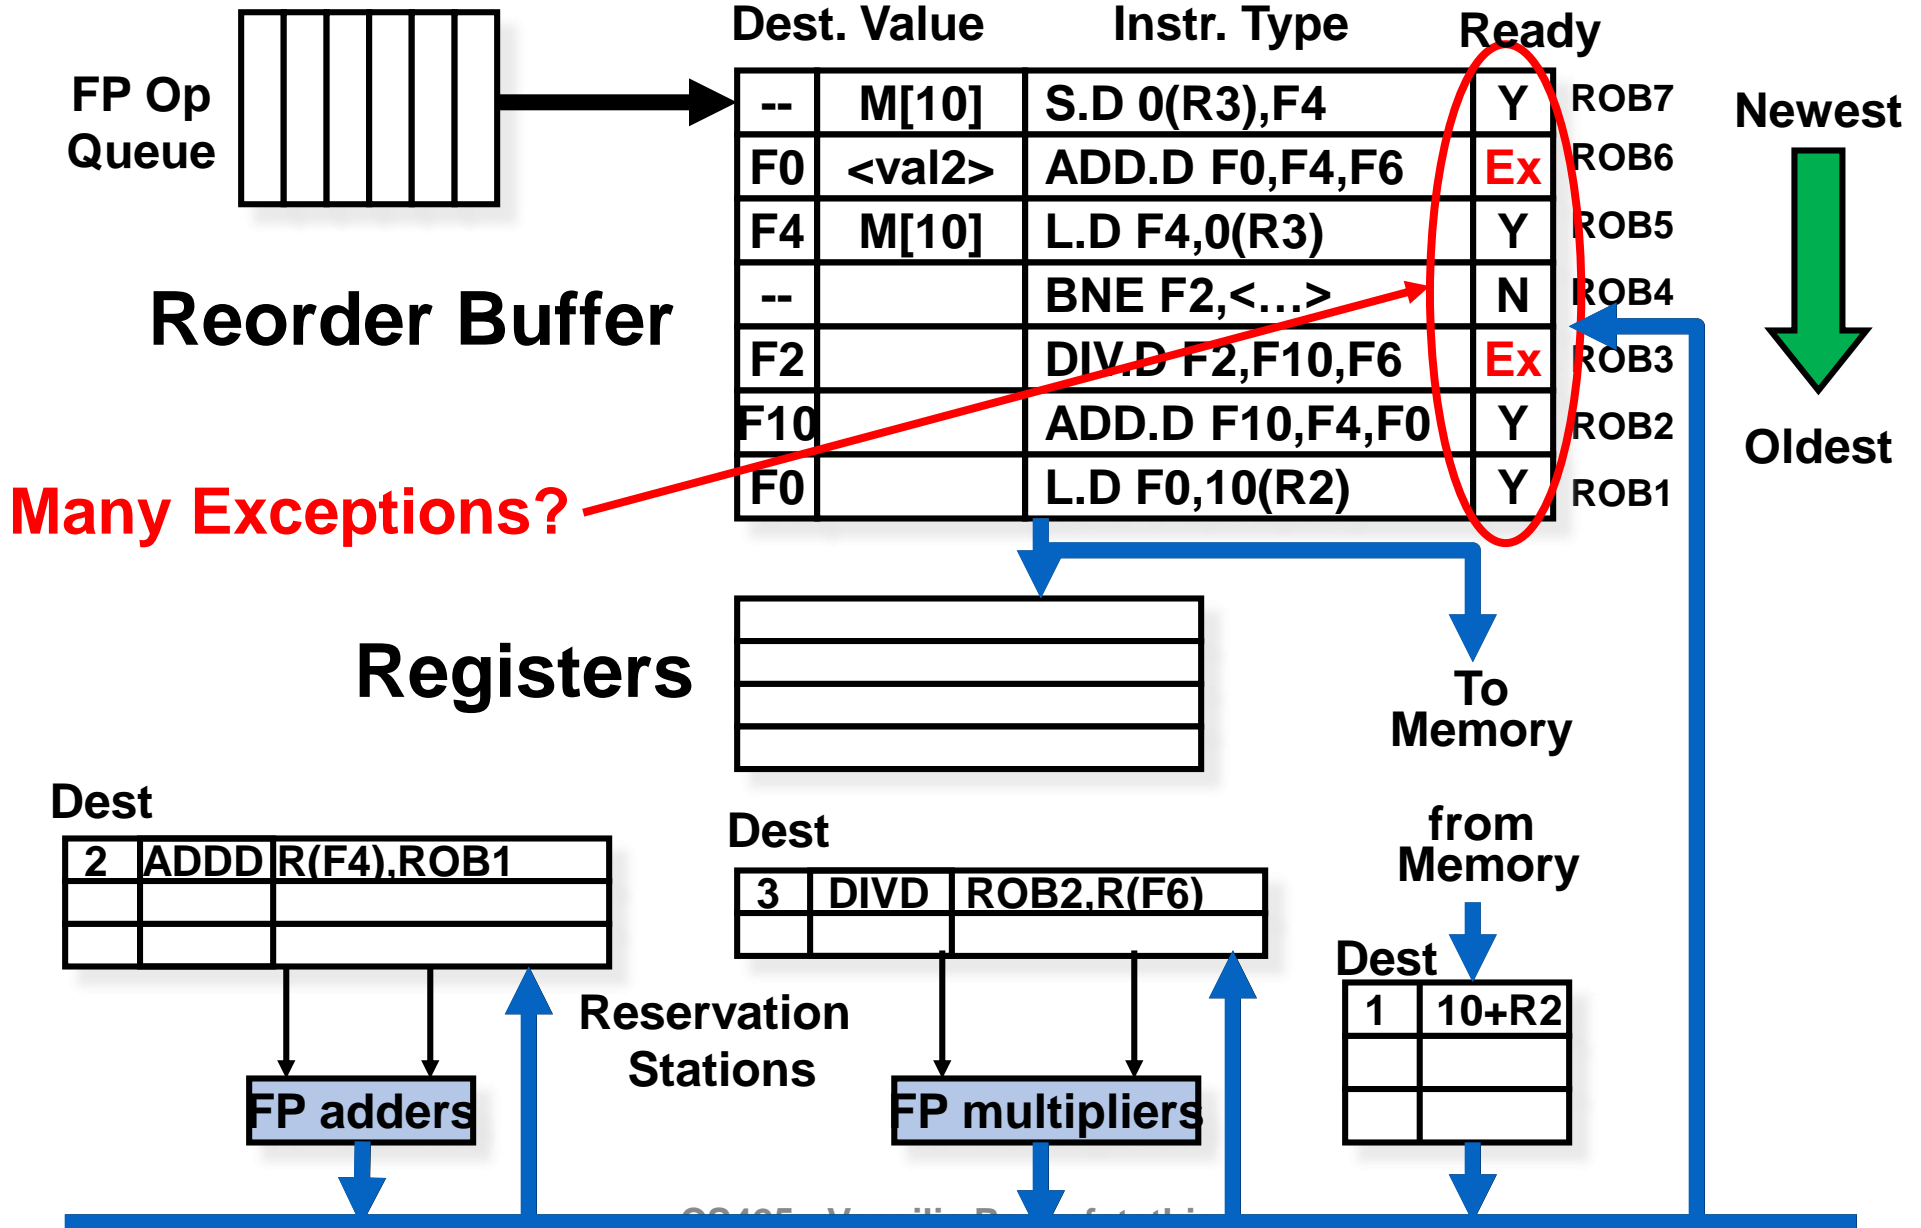 Dest. Value Instr. Type Ready
FP Op
Queue
-- M[10] S.D 0(R3),F4 Y ROB7
F0 <val2> ADD.D F0,F4,F6 Ex ROB6
F4 M[10] L.D F4,0(R3) Y ROB5
-- BNE F2,<…> N ROB4
F2 DIV.D F2,F10,F6 Ex ROB3
F10 ADD.D F10,F4,F0 Y ROB2
F0 L.D F0,10(R2) Y ROB1
Newest
Oldest
Reorder Buffer
Many Exceptions?
Registers
To
Memory
Dest
2 ADDD R(F4),ROB1
Dest
3 DIVD ROB2,R(F6)
from
Memory
Dest
1 10+R2
Reservation
Stations
FP adders
FP multipliers